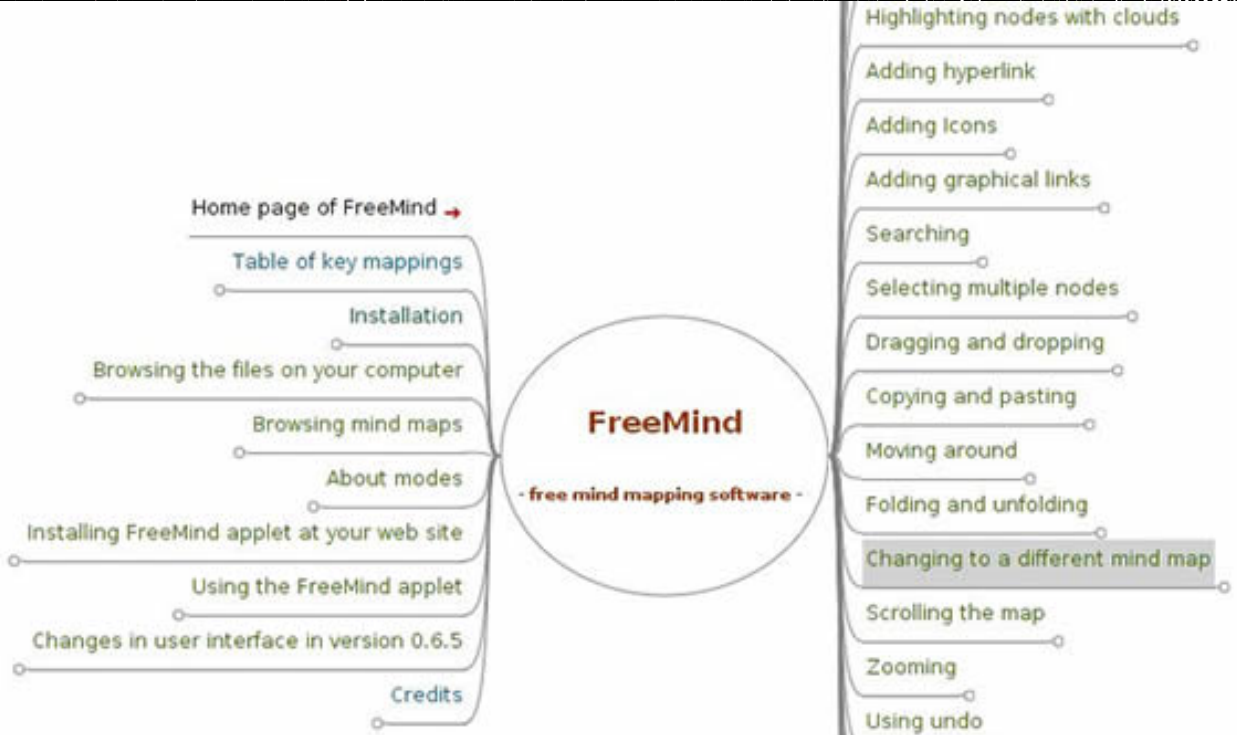 Home page of FreeMind
Table of key mappings
Installation
Browsing the files on your computer
Browsing mind maps
About modes
Installing FreeMind applet at your web site
Using the FreeMind applet
Changes in user interface in version 0.6.5
Credits
FreeMind
- free mind mapping software -
Highlighting nodes with clouds
Adding hyperlink
Adding Icons
Adding graphical links
Searching
Selecting multiple nodes
Dragging and dropping
Copying and pasting
Moving around
Folding and unfolding
Changing to a different mind map
Scrolling the map
Zooming
Using undo